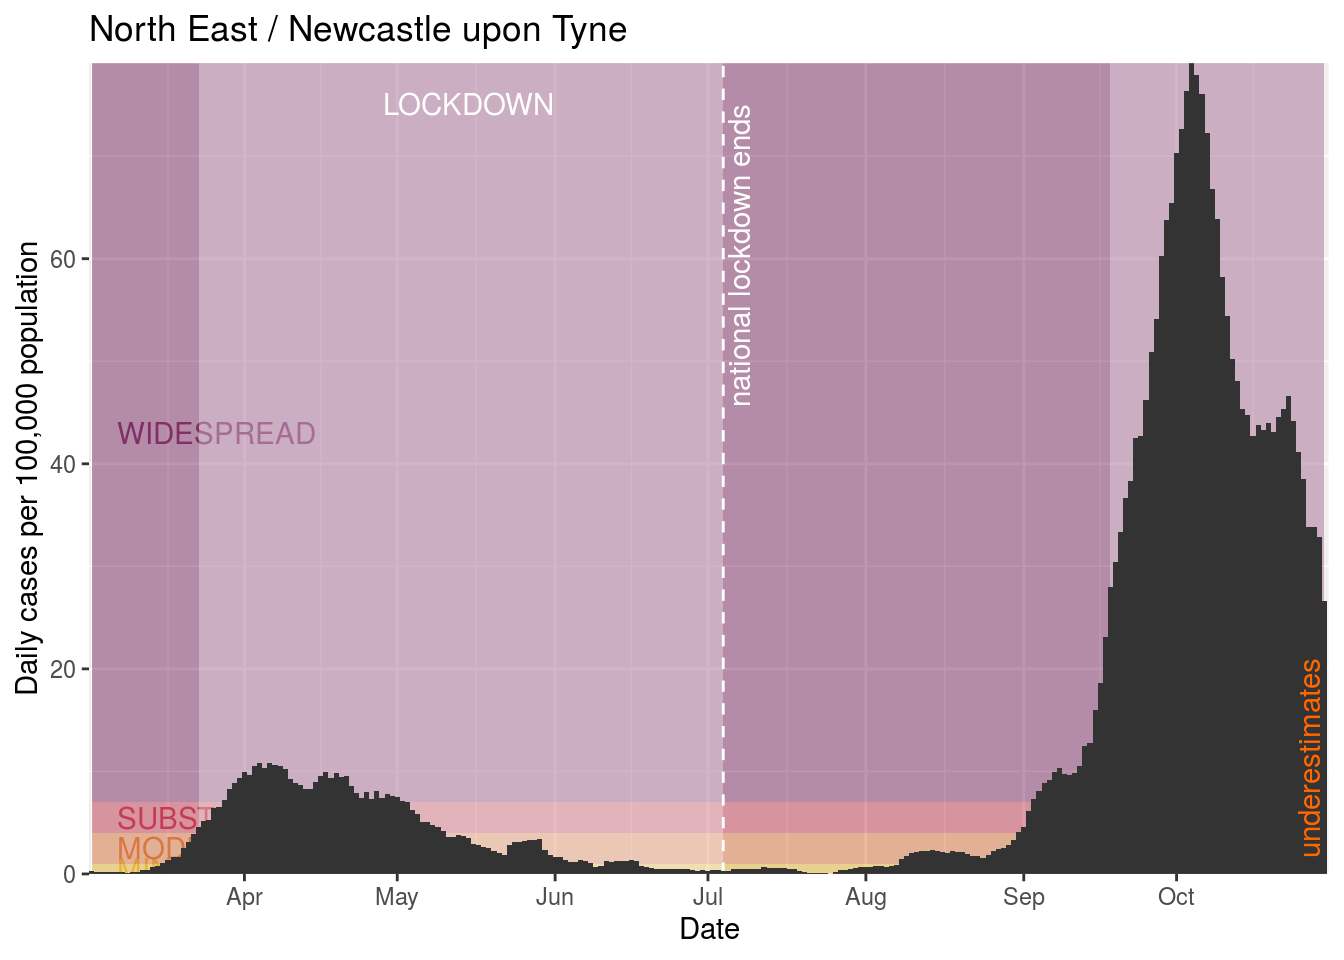 North East / Newcastle upon Tyne
LOCKDOWN
national lockdown ends
WIDESPREAD
Daily cases per 100,000 population
60
40
20
0
SUBST
MOD
underestimates
Apr
May
Jun
Jul
Aug
Sep
Oct
Date